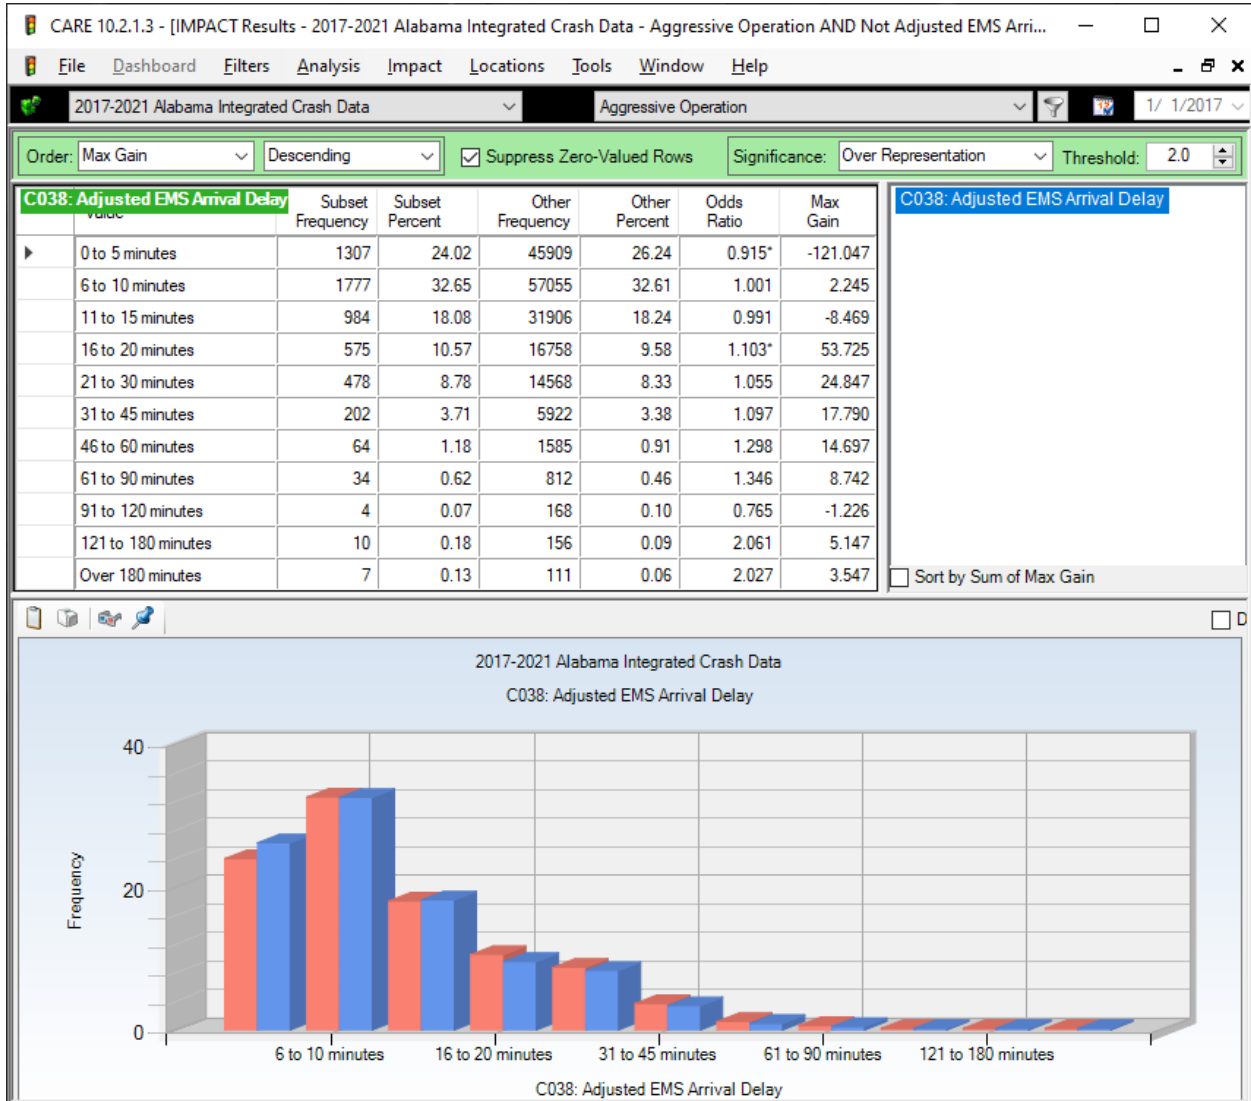 CARE 10.2.1.3 - [IMPACT Results - 2017-2021 Alabama Integrated Crash Data - Aggressive Operation AND Not Adjusted EMS Arri...
File Dashboard Filters Analysis Impact Locations Tools Window Help
2017-2021 Alabama Integrated Crash Data Aggressive Operation 1/ 1/2017
Order: Max Gain Descending Suppress Zero-Valued Rows Significance: Over Representation Threshold: 2.0
C038: Adjusted EMS Arrival Delay Subset Frequency Subset Percent Other Frequency Other Percent Odds Ratio Max Gain
0 to 5 minutes 1307 24.02 45909 26.24 0.915* -121.047
6 to 10 minutes 1777 32.65 57055 32.61 1.001 2.245
11 to 15 minutes 984 18.08 31906 18.24 0.991 -8.469
16 to 20 minutes 575 10.57 16758 9.58 1.103* 53.725
21 to 30 minutes 478 8.78 14568 8.33 1.055 24.847
31 to 45 minutes 202 3.71 5922 3.38 1.097 17.790
46 to 60 minutes 64 1.18 1585 0.91 1.298 14.697
61 to 90 minutes 34 0.62 812 0.46 1.346 8.742
91 to 120 minutes 4 0.07 168 0.10 0.765 -1.226
121 to 180 minutes 10 0.18 156 0.09 2.061 5.147
Over 180 minutes 7 0.13 111 0.06 2.027 3.547
C038: Adjusted EMS Arrival Delay
Sort by Sum of Max Gain
D
2017-2021 Alabama Integrated Crash Data
C038: Adjusted EMS Arrival Delay
Frequency
40
20
0
6 to 10 minutes 16 to 20 minutes 31 to 45 minutes 61 to 90 minutes 121 to 180 minutes
C038: Adjusted EMS Arrival Delay